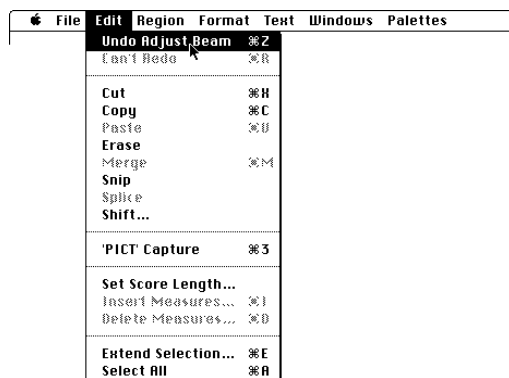 File Edit Region Format Text Windows Palettes
Undo Adjust Beam ⌘Z
Can't Redo ⌘R
Cut ⌘X
Copy ⌘C
Paste ⌘V
Erase
Merge ⌘M
Snip
Splice
Shift...
'PICT' Capture ⌘3
Set Score Length...
Insert Measures... ⌘I
Delete Measures... ⌘D
Extend Selection... ⌘E
Select All ⌘A